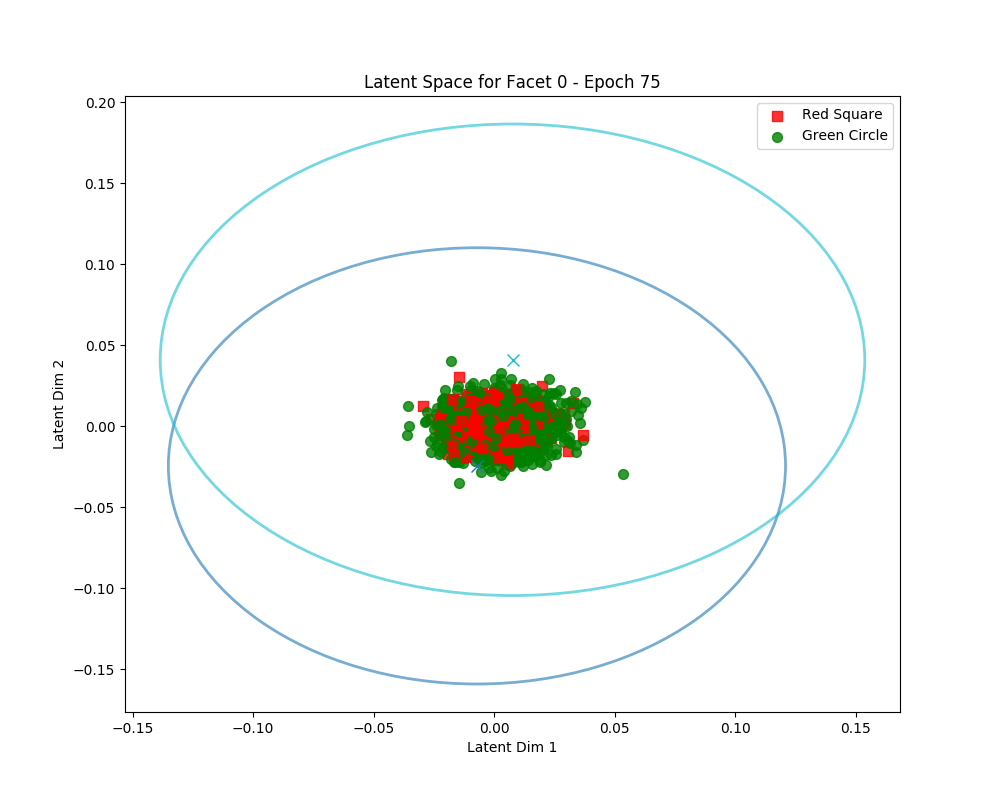 Latent Space for Facet 0 - Epoch 75
Red Square
Green Circle
0.20
0.15
0.10
0.05
0.00
−0.05
−0.10
−0.15
Latent Dim 2
−0.15 −0.10 −0.05 0.00 0.05 0.10 0.15
Latent Dim 1